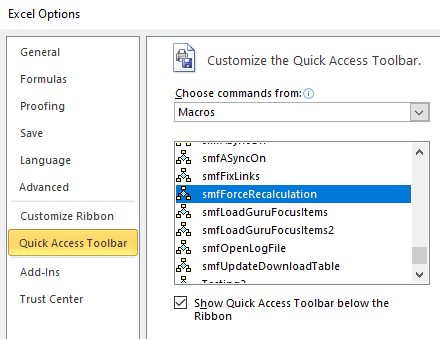 Excel Options
General
Formulas
Proofing
Save
Language
Advanced
Customize Ribbon
Quick Access Toolbar
Add-Ins
Trust Center
Customize the Quick Access Toolbar.
Choose commands from:
Macros
smfASyncOn
smfFixLinks
smfForceRecalculation
smfLoadGuruFocusItems
smfLoadGuruFocusItems2
smfOpenLogFile
smfUpdateDownloadTable
Show Quick Access Toolbar below the
Ribbon